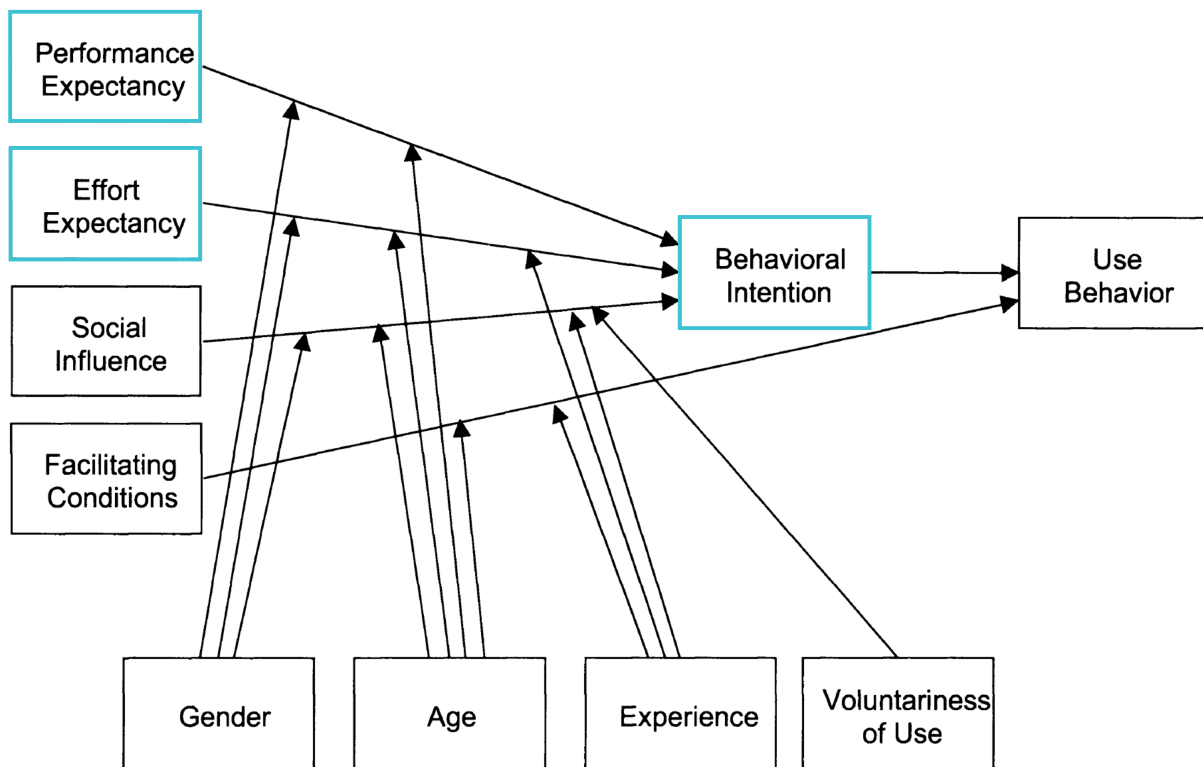 Performance
Expectancy
Effort
Expectancy
Social
Influence
Facilitating
Conditions
Behavioral
Intention
Use
Behavior
Gender
Age
Experience
Voluntariness
of Use